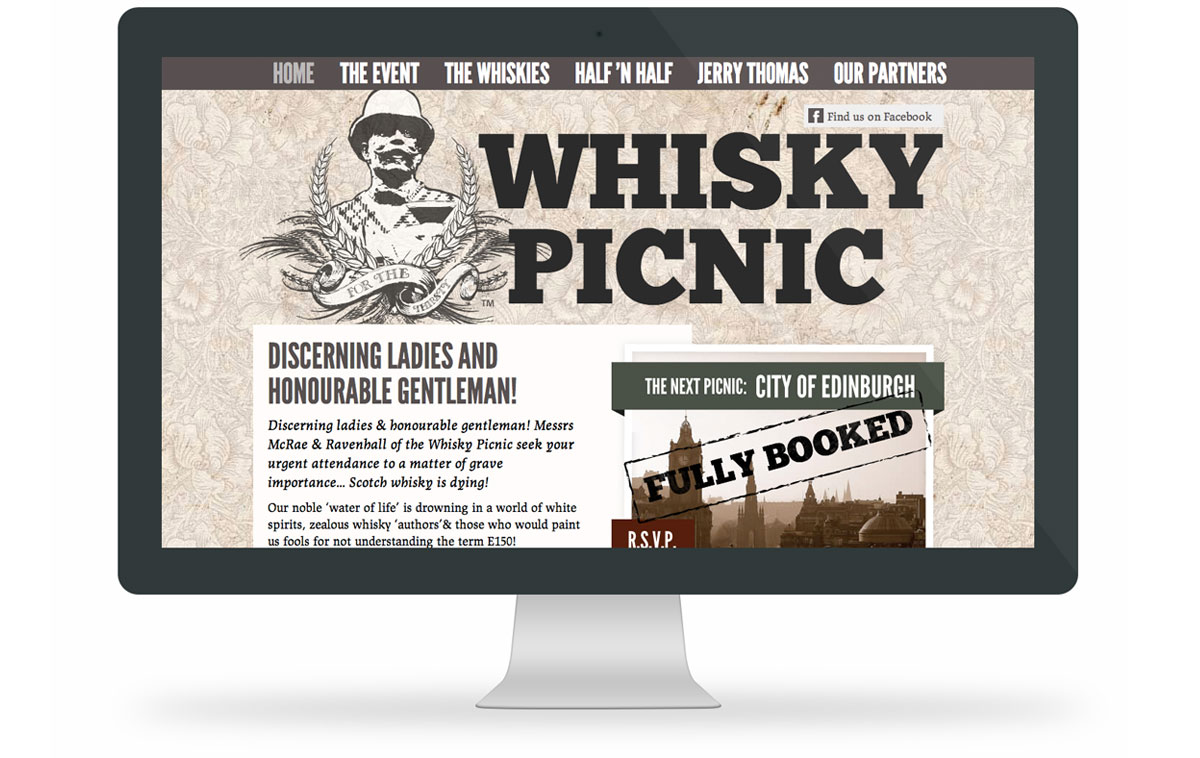 HOME THE EVENT THE WHISKIES HALF ’N HALF JERRY THOMAS OUR PARTNERS
f Find us on Facebook
WHISKY
PICNIC
FOR THE
THIRSTY
TM
DISCERNING LADIES AND
HONOURABLE GENTLEMAN!
Discerning ladies & honourable gentleman! Messrs
McRae & Ravenhall of the Whisky Picnic seek your
urgent attendance to a matter of grave
importance... Scotch whisky is dying!
Our noble ‘water of life’ is drowning in a world of white
spirits, zealous whisky ‘authors’& those who would paint
us fools for not understanding the term E150!
THE NEXT PICNIC: CITY OF EDINBURGH
FULLY BOOKED
R.S.V.P.